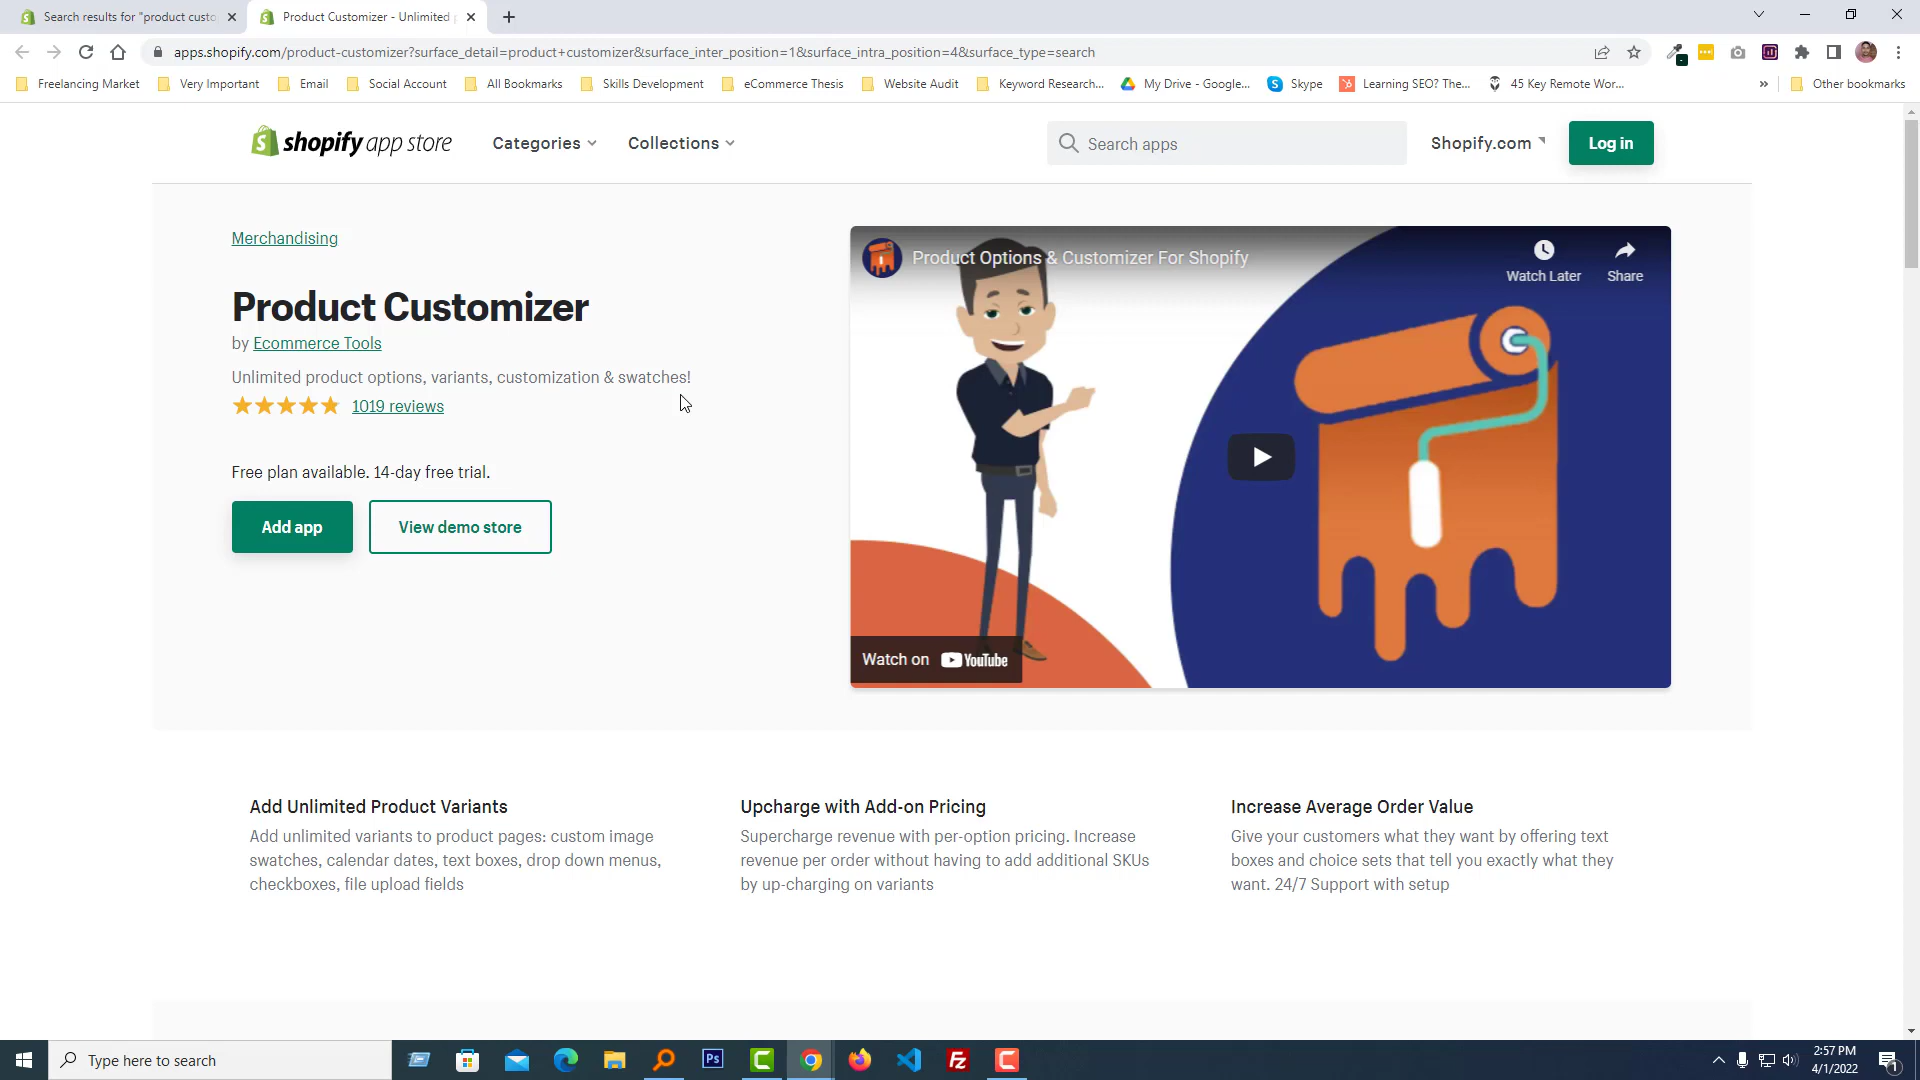 Search results for "product custo
Product Customizer - Unlimited p
apps.shopify.com/product-customizer?surface_detail=product+customizer&surface_inter_position=1&surface_intra_position=4&surface_type=search
Freelancing Market
Very Important
Email
Social Account
All Bookmarks
Skills Development
eCommerce Thesis
Website Audit
Keyword Research...
My Drive - Google...
Skype
Learning SEO? The...
45 Key Remote Wor...
»
Other bookmarks
shopify app store
Categories
Collections
Search apps
Shopify.com
Log in
Merchandising
Product Customizer
by Ecommerce Tools
Unlimited product options, variants, customization & swatches!
1019 reviews
Free plan available. 14-day free trial.
Add app
View demo store
Product Options & Customizer For Shopify
Watch Later
Share
Watch on YouTube
Add Unlimited Product Variants
Add unlimited variants to product pages: custom image
swatches, calendar dates, text boxes, drop down menus,
checkboxes, file upload fields
Upcharge with Add-on Pricing
Supercharge revenue with per-option pricing. Increase
revenue per order without having to add additional SKUs
by up-charging on variants
Increase Average Order Value
Give your customers what they want by offering text
boxes and choice sets that tell you exactly what they
want. 24/7 Support with setup
Type here to search
Ps
Fz
2:57 PM
4/1/2022
1